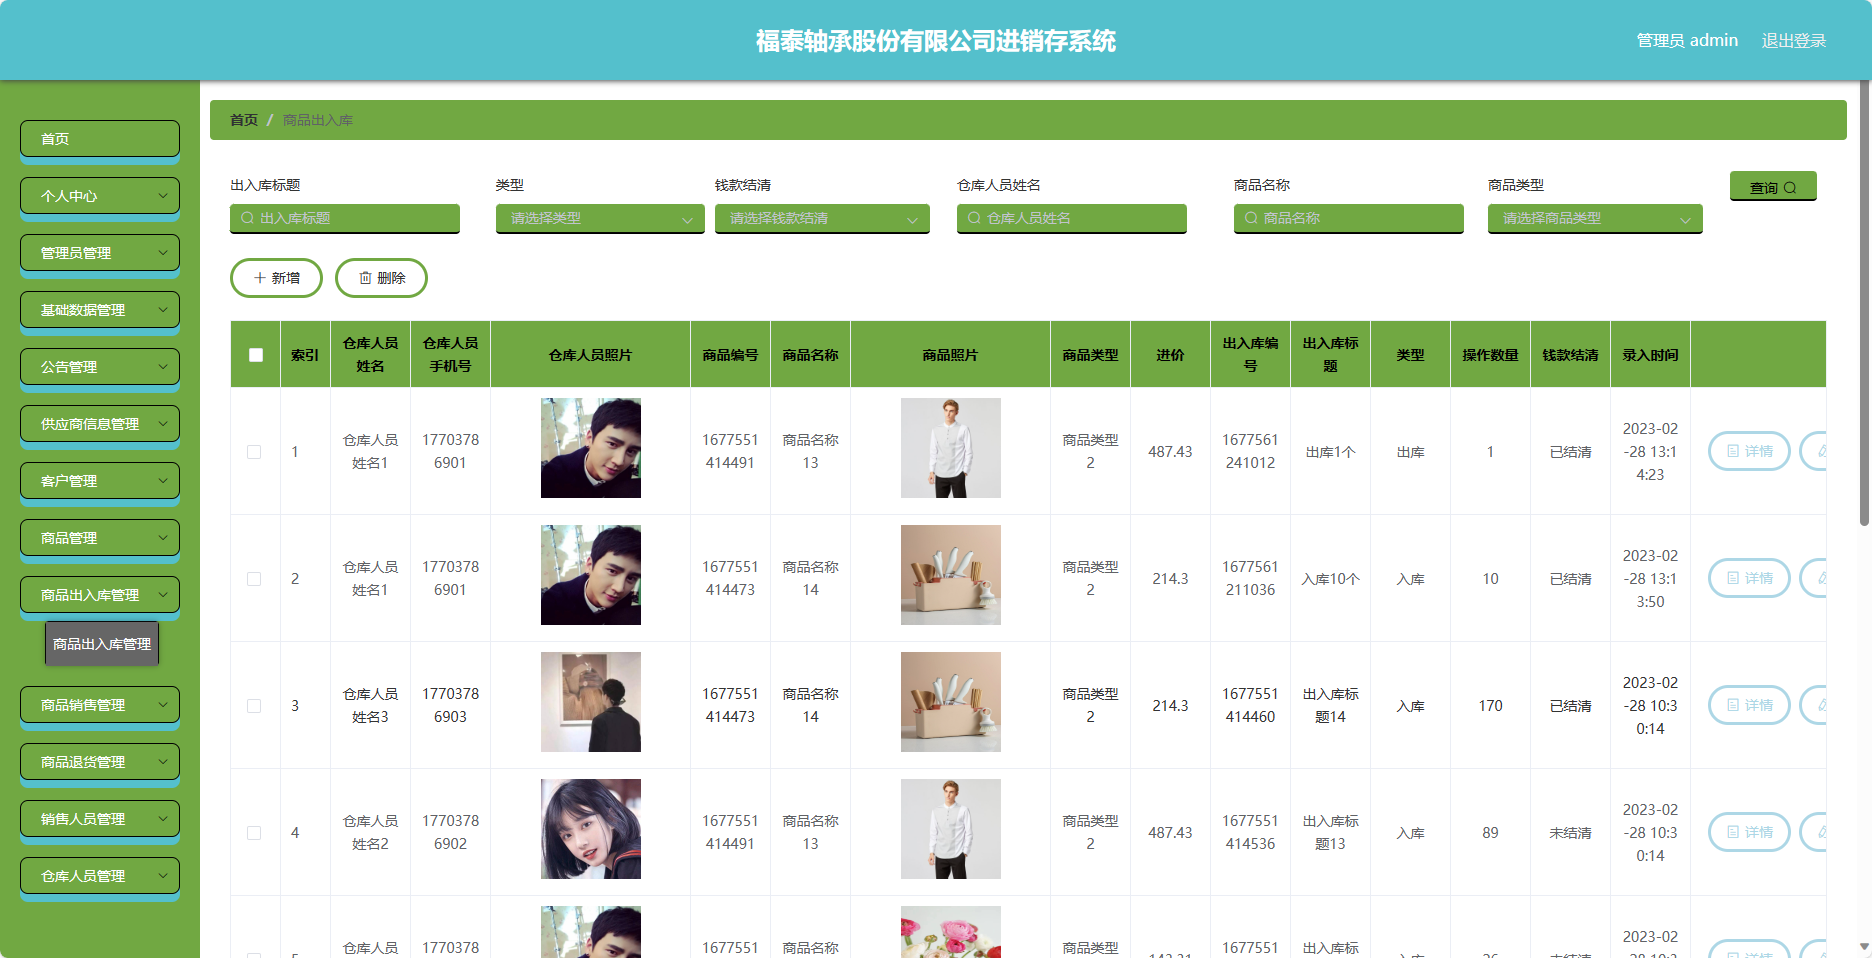 福泰轴承股份有限公司进销存系统
管理员 admin
退出登录
首页
个人中心
管理员管理
基础数据管理
公告管理
供应商信息管理
客户管理
商品管理
商品出入库管理
商品出入库管理
商品销售管理
商品退货管理
销售人员管理
仓库人员管理
首页 / 商品出入库
出入库标题 类型 钱款结清 仓库人员姓名 商品名称 商品类型
出入库标题 请选择类型 请选择钱款结清 仓库人员姓名 商品名称 请选择商品类型
查询
新增 删除
索引 仓库人员姓名 仓库人员手机号 仓库人员照片 商品编号 商品名称 商品照片 商品类型 进价 出入库编号 出入库标题 类型 操作数量 钱款结清 录入时间
1 仓库人员姓名1 17703786901 1677551414491 商品名称13 商品类型2 487.43 1677561241012 出库1个 出库 1 已结清 2023-02-28 13:14:23 详情
2 仓库人员姓名1 17703786901 1677551414473 商品名称14 商品类型2 214.3 1677561211036 入库10个 入库 10 已结清 2023-02-28 13:13:50 详情
3 仓库人员姓名3 17703786903 1677551414473 商品名称14 商品类型2 214.3 1677551414460 出入库标题14 入库 170 已结清 2023-02-28 10:30:14 详情
4 仓库人员姓名2 17703786902 1677551414491 商品名称13 商品类型2 487.43 1677551414536 出入库标题13 入库 89 未结清 2023-02-28 10:30:14 详情
仓库人员 1770378 1677551 商品名称 商品类型 1677551 出入库标 2023-02